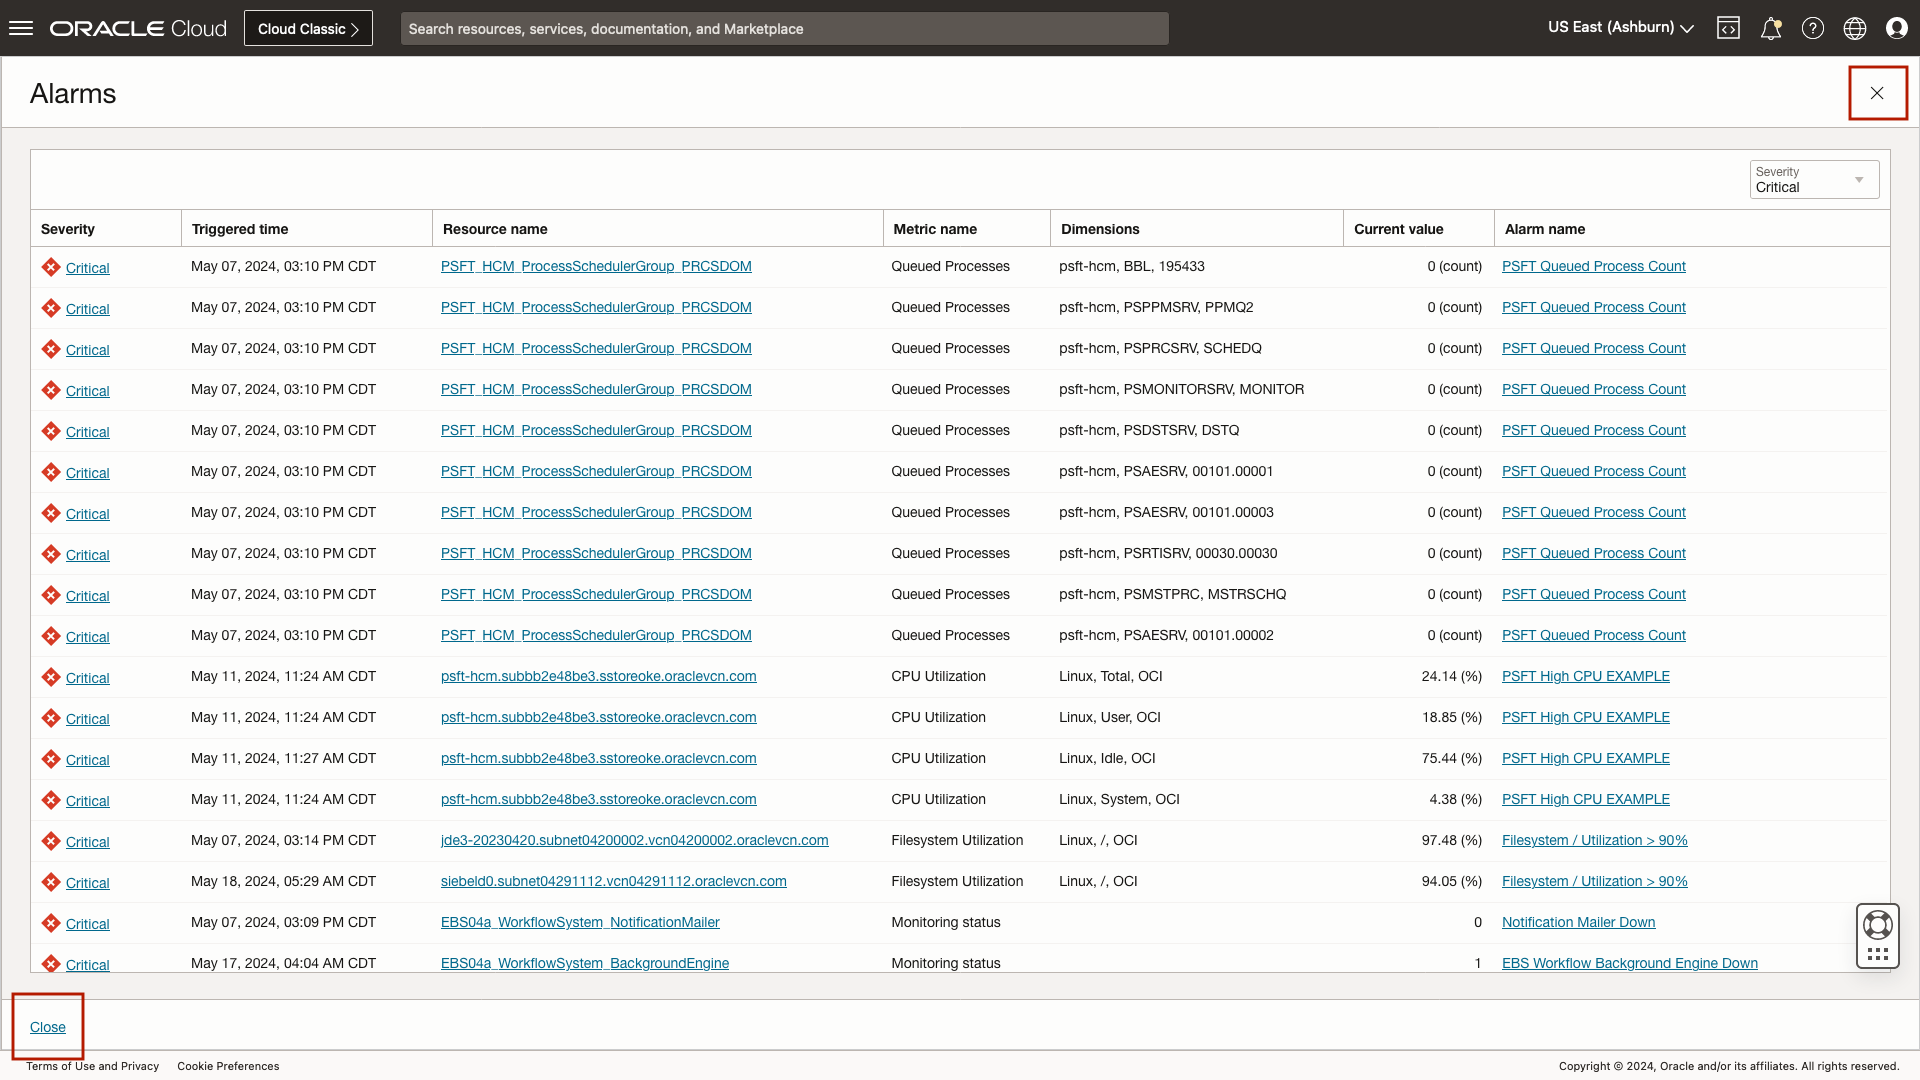 ORACLE Cloud
Cloud Classic
Search resources, services, documentation, and Marketplace
US East (Ashburn)
Alarms
Severity
Critical
Severity Triggered time Resource name Metric name Dimensions Current value Alarm name
Critical May 07, 2024, 03:10 PM CDT PSFT_HCM_ProcessSchedulerGroup_PRCSDOM Queued Processes psft-hcm, BBL, 195433 0 (count) PSFT Queued Process Count
Critical May 07, 2024, 03:10 PM CDT PSFT_HCM_ProcessSchedulerGroup_PRCSDOM Queued Processes psft-hcm, PSPPMSRV, PPMQ2 0 (count) PSFT Queued Process Count
Critical May 07, 2024, 03:10 PM CDT PSFT_HCM_ProcessSchedulerGroup_PRCSDOM Queued Processes psft-hcm, PSPRCSRV, SCHEDQ 0 (count) PSFT Queued Process Count
Critical May 07, 2024, 03:10 PM CDT PSFT_HCM_ProcessSchedulerGroup_PRCSDOM Queued Processes psft-hcm, PSMONITORSRV, MONITOR 0 (count) PSFT Queued Process Count
Critical May 07, 2024, 03:10 PM CDT PSFT_HCM_ProcessSchedulerGroup_PRCSDOM Queued Processes psft-hcm, PSDSTSRV, DSTQ 0 (count) PSFT Queued Process Count
Critical May 07, 2024, 03:10 PM CDT PSFT_HCM_ProcessSchedulerGroup_PRCSDOM Queued Processes psft-hcm, PSAESRV, 00101.00001 0 (count) PSFT Queued Process Count
Critical May 07, 2024, 03:10 PM CDT PSFT_HCM_ProcessSchedulerGroup_PRCSDOM Queued Processes psft-hcm, PSAESRV, 00101.00003 0 (count) PSFT Queued Process Count
Critical May 07, 2024, 03:10 PM CDT PSFT_HCM_ProcessSchedulerGroup_PRCSDOM Queued Processes psft-hcm, PSRTISRV, 00030.00030 0 (count) PSFT Queued Process Count
Critical May 07, 2024, 03:10 PM CDT PSFT_HCM_ProcessSchedulerGroup_PRCSDOM Queued Processes psft-hcm, PSMSTPRC, MSTRSCHQ 0 (count) PSFT Queued Process Count
Critical May 07, 2024, 03:10 PM CDT PSFT_HCM_ProcessSchedulerGroup_PRCSDOM Queued Processes psft-hcm, PSAESRV, 00101.00002 0 (count) PSFT Queued Process Count
Critical May 11, 2024, 11:24 AM CDT psft-hcm.subbb2e48be3.sstoreoke.oraclevcn.com CPU Utilization Linux, Total, OCI 24.14 (%) PSFT High CPU EXAMPLE
Critical May 11, 2024, 11:24 AM CDT psft-hcm.subbb2e48be3.sstoreoke.oraclevcn.com CPU Utilization Linux, User, OCI 18.85 (%) PSFT High CPU EXAMPLE
Critical May 11, 2024, 11:27 AM CDT psft-hcm.subbb2e48be3.sstoreoke.oraclevcn.com CPU Utilization Linux, Idle, OCI 75.44 (%) PSFT High CPU EXAMPLE
Critical May 11, 2024, 11:24 AM CDT psft-hcm.subbb2e48be3.sstoreoke.oraclevcn.com CPU Utilization Linux, System, OCI 4.38 (%) PSFT High CPU EXAMPLE
Critical May 07, 2024, 03:14 PM CDT jde3-20230420.subnet04200002.vcn04200002.oraclevcn.com Filesystem Utilization Linux, /, OCI 97.48 (%) Filesystem / Utilization > 90%
Critical May 18, 2024, 05:29 AM CDT siebeld0.subnet04291112.vcn04291112.oraclevcn.com Filesystem Utilization Linux, /, OCI 94.05 (%) Filesystem / Utilization > 90%
Critical May 07, 2024, 03:09 PM CDT EBS04a_WorkflowSystem_NotificationMailer Monitoring status 0 Notification Mailer Down
Critical May 17, 2024, 04:04 AM CDT EBS04a_WorkflowSystem_BackgroundEngine Monitoring status 1 EBS Workflow Background Engine Down
Close
Terms of Use and Privacy Cookie Preferences Copyright © 2024, Oracle and/or its affiliates. All rights reserved.